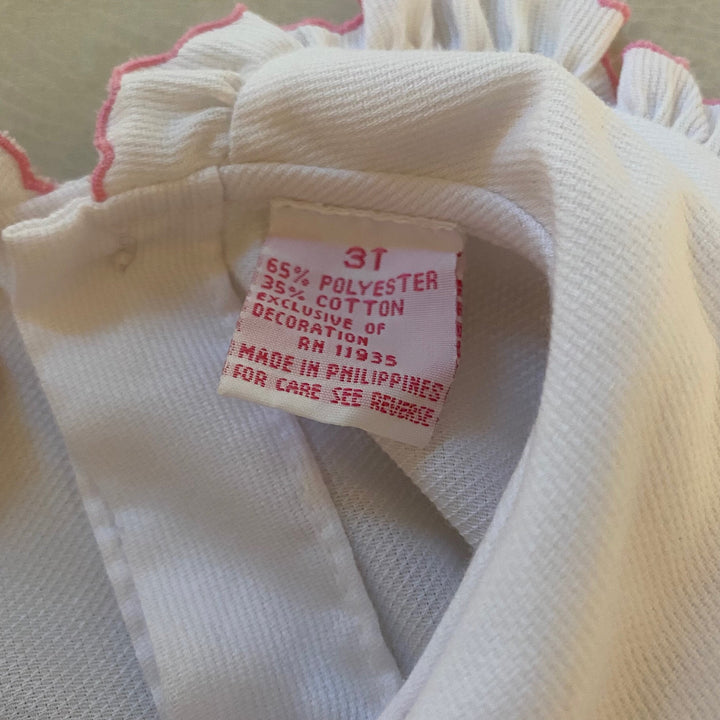 3T
65% POLYESTER
35% COTTON
EXCLUSIVE OF
DECORATION
RN 11935
MADE IN PHILIPPINES
FOR CARE SEE REVERSE